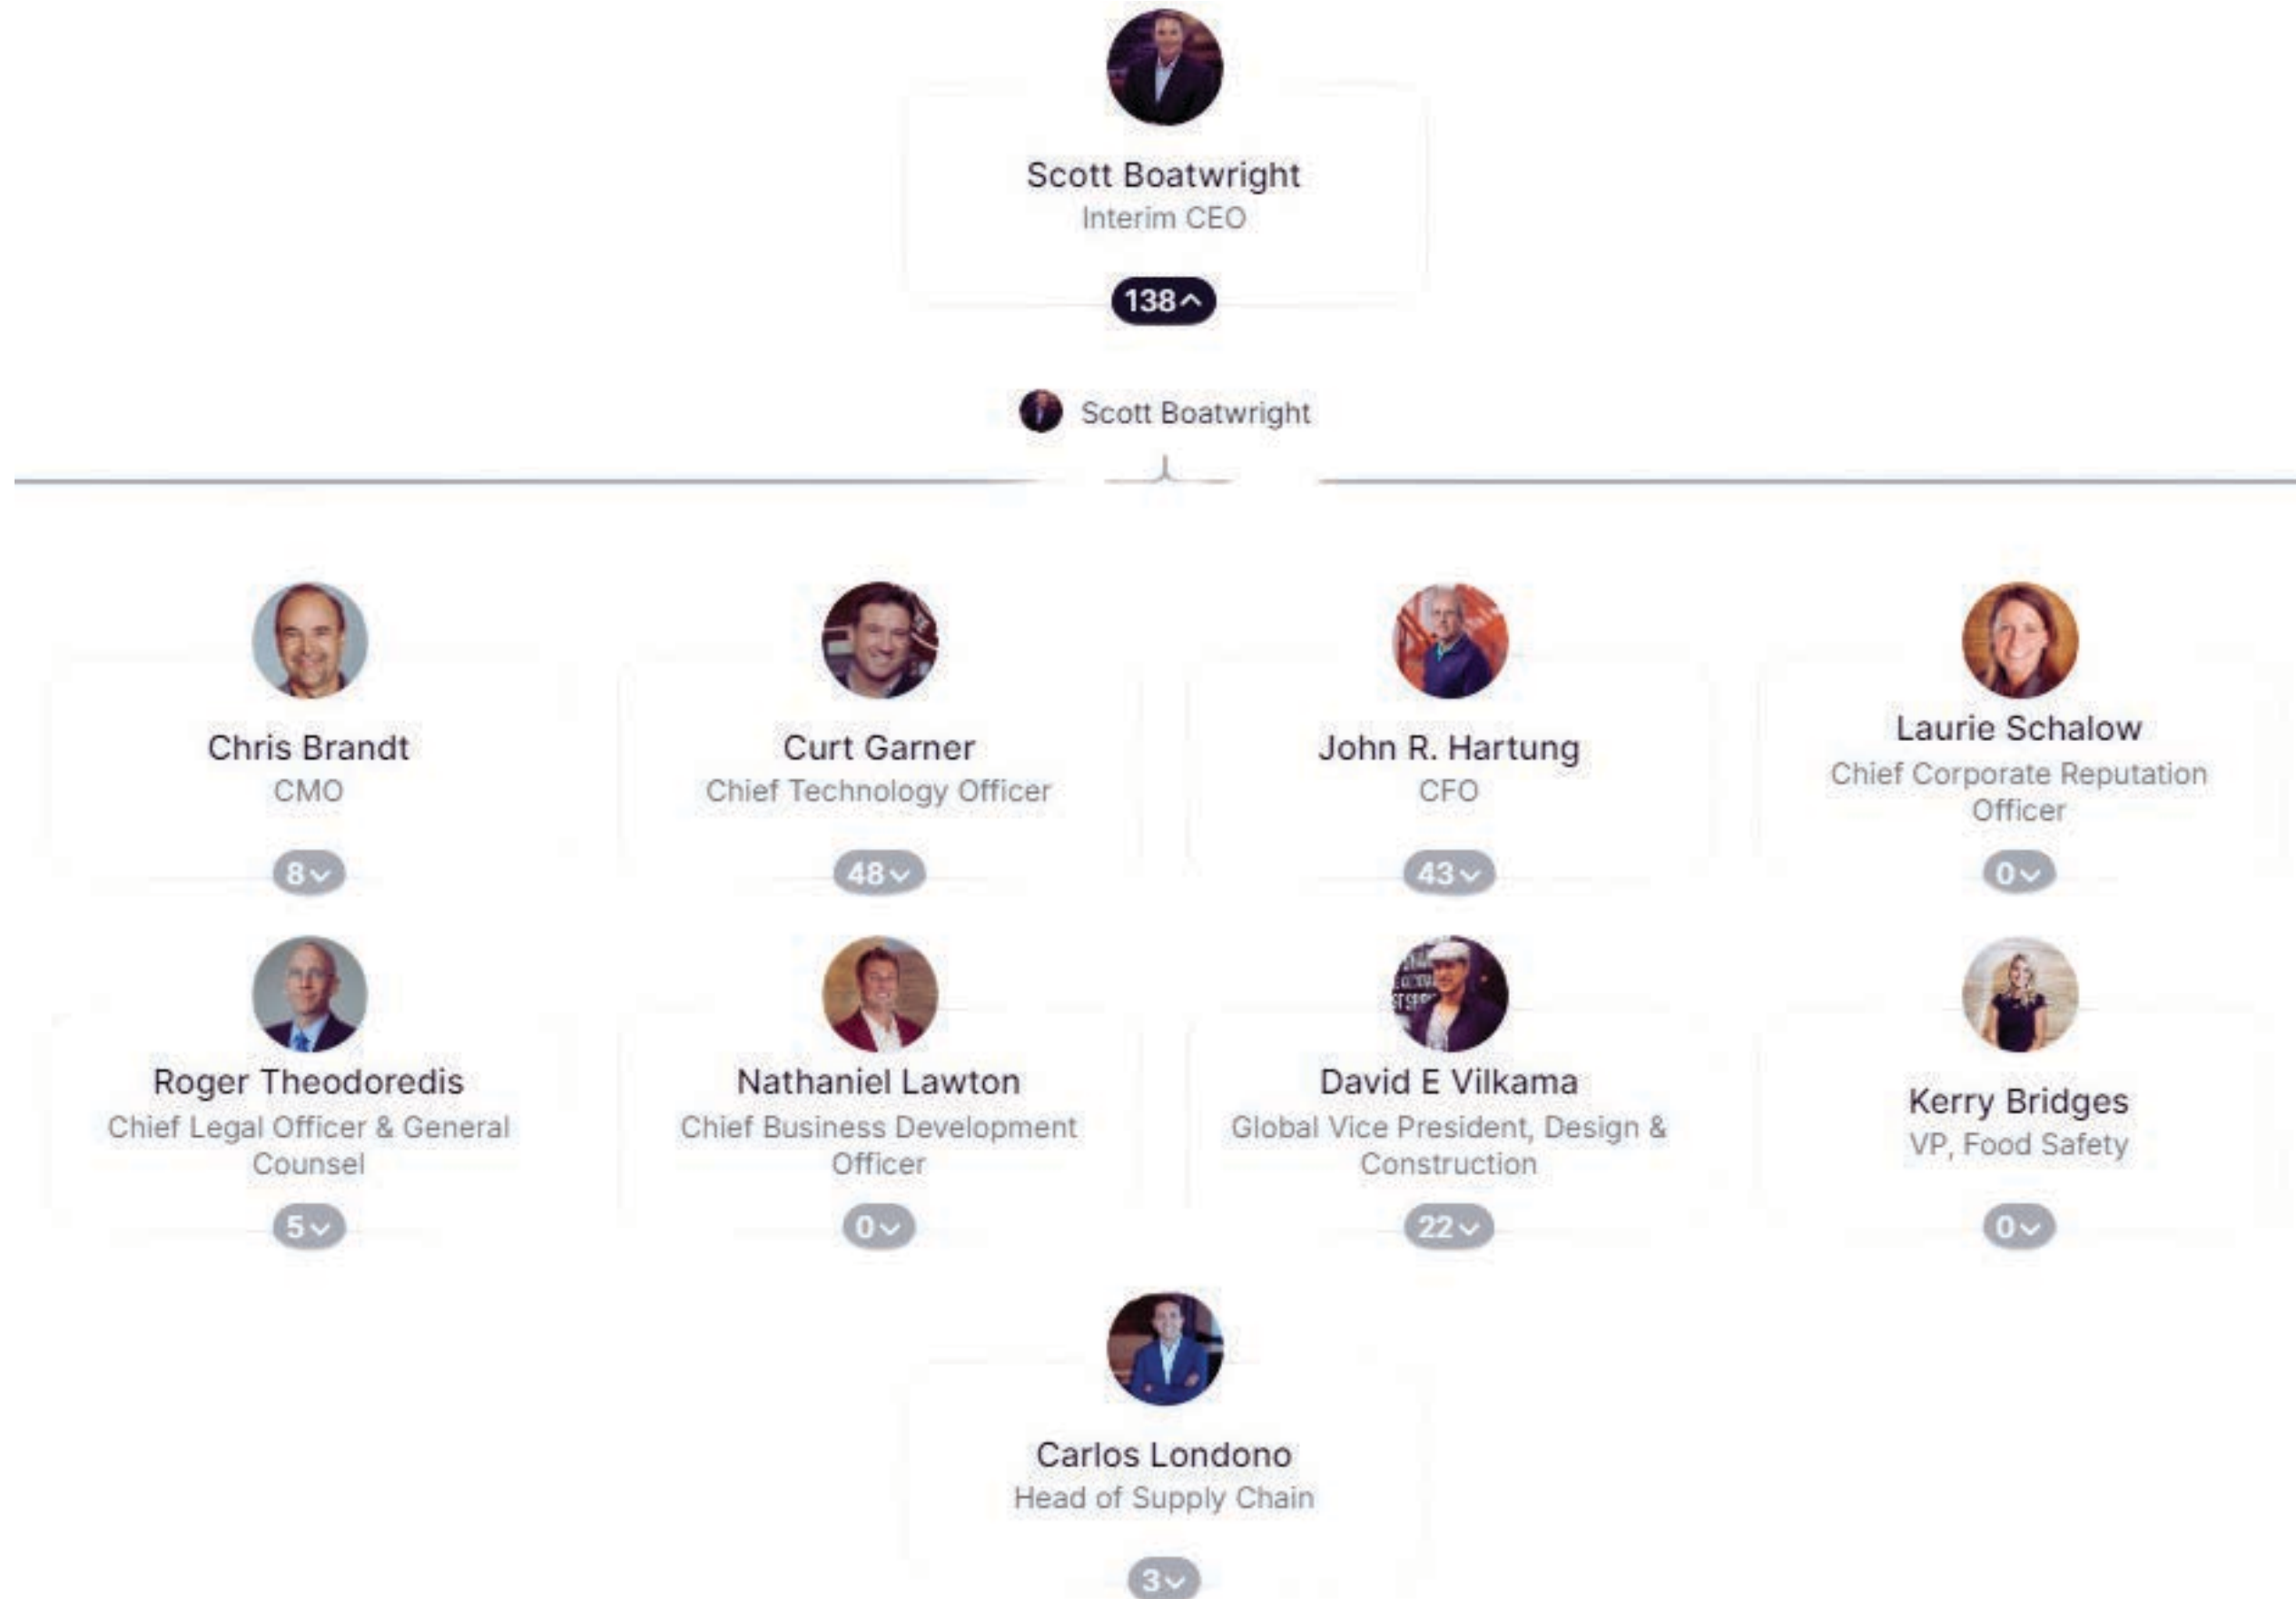 Scott Boatwright
Interim CEO
138
Scott Boatwright
Chris Brandt
CMO
8
Curt Garner
Chief Technology Officer
48
John R. Hartung
CFO
43
Laurie Schalow
Chief Corporate Reputation
Officer
0
Roger Theodoredis
Chief Legal Officer & General
Counsel
5
Nathaniel Lawton
Chief Business Development
Officer
0
David E Vilkama
Global Vice President, Design &
Construction
22
Kerry Bridges
VP, Food Safety
0
Carlos Londono
Head of Supply Chain
3